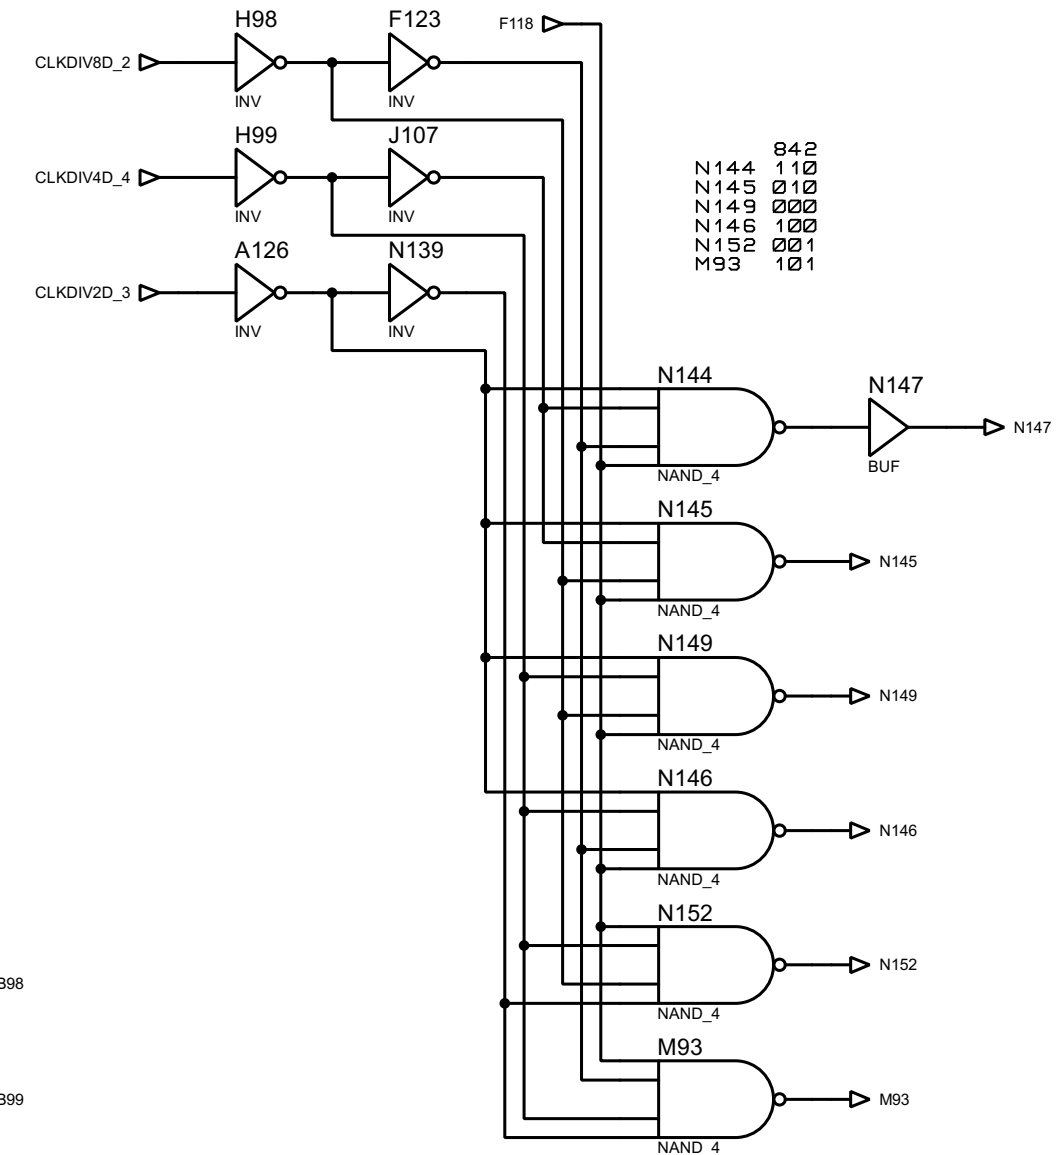 H98
F123
F118
CLKDIV8D_2
INV
INV
H99
J107
CLKDIV4D_4
INV
INV
A126
N139
CLKDIV2D_3
INV
INV
842
N144 110
N145 010
N149 000
N146 100
N152 001
M93 101
N144
N147
N147
NAND_4
BUF
N145
N145
NAND_4
N149
N149
NAND_4
N146
N146
NAND_4
N152
N152
NAND_4
B98
M93
M93
NAND_4
B99